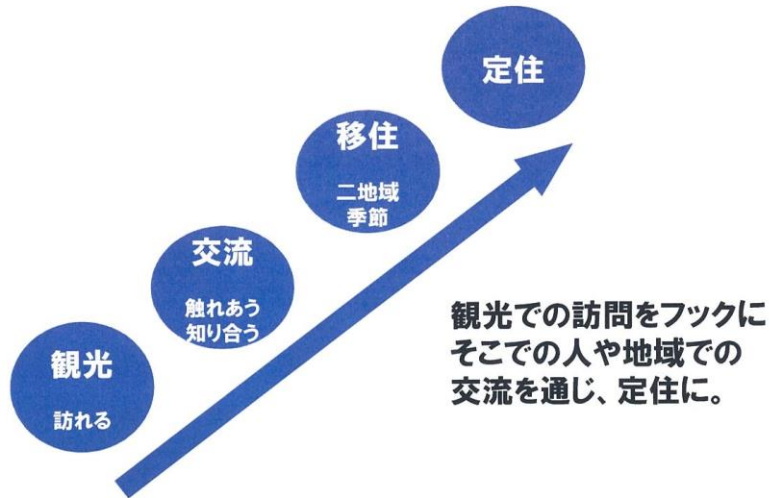 定住
移住
二地域
季節
交流
触れあう
知り合う
観光
訪れる
観光での訪問をフックに
そこでの人や地域での
交流を通じ、定住に。